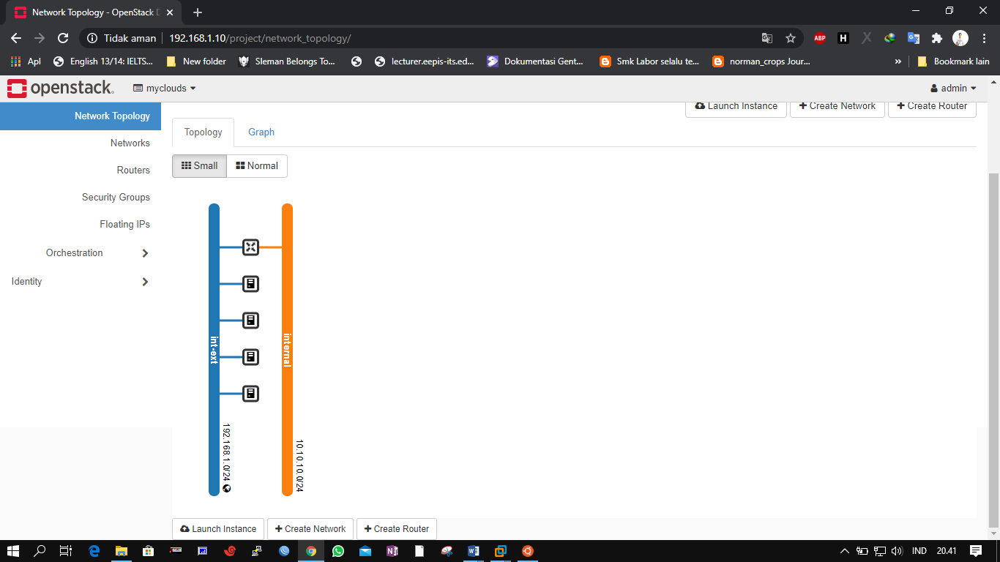 Network Topology - OpenStack D
Tidak aman
192.168.1.10/project/network_topology/
ABP
H
Apl
English 13/14: IELTS...
New folder
Sleman Belongs To...
lecturer.eepis-its.ed...
Dokumentasi Gent...
Smk Labor selalu te...
norman_crops Jour...
»
Bookmark lain
openstack.
myclouds
admin
Network Topology
Networks
Routers
Security Groups
Floating IPs
Orchestration
Identity
Launch Instance
Create Network
Create Router
Topology
Graph
Small
Normal
int-ext
192.168.1.0/24
internal
10.10.10.0/24
Launch Instance
Create Network
Create Router
IND
20.41